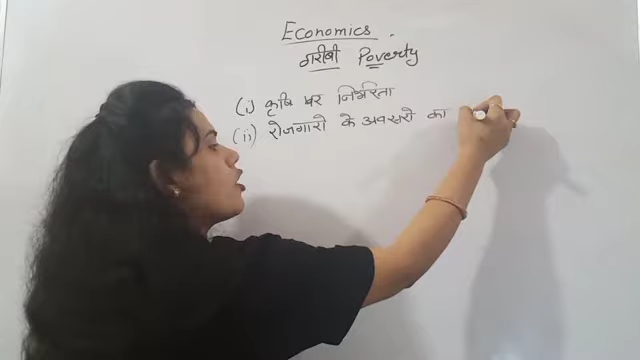 Economics.
गरीबी Poverty
(i) कृषि पर निर्भरता
(ii) रोजगारो के अवसरो का